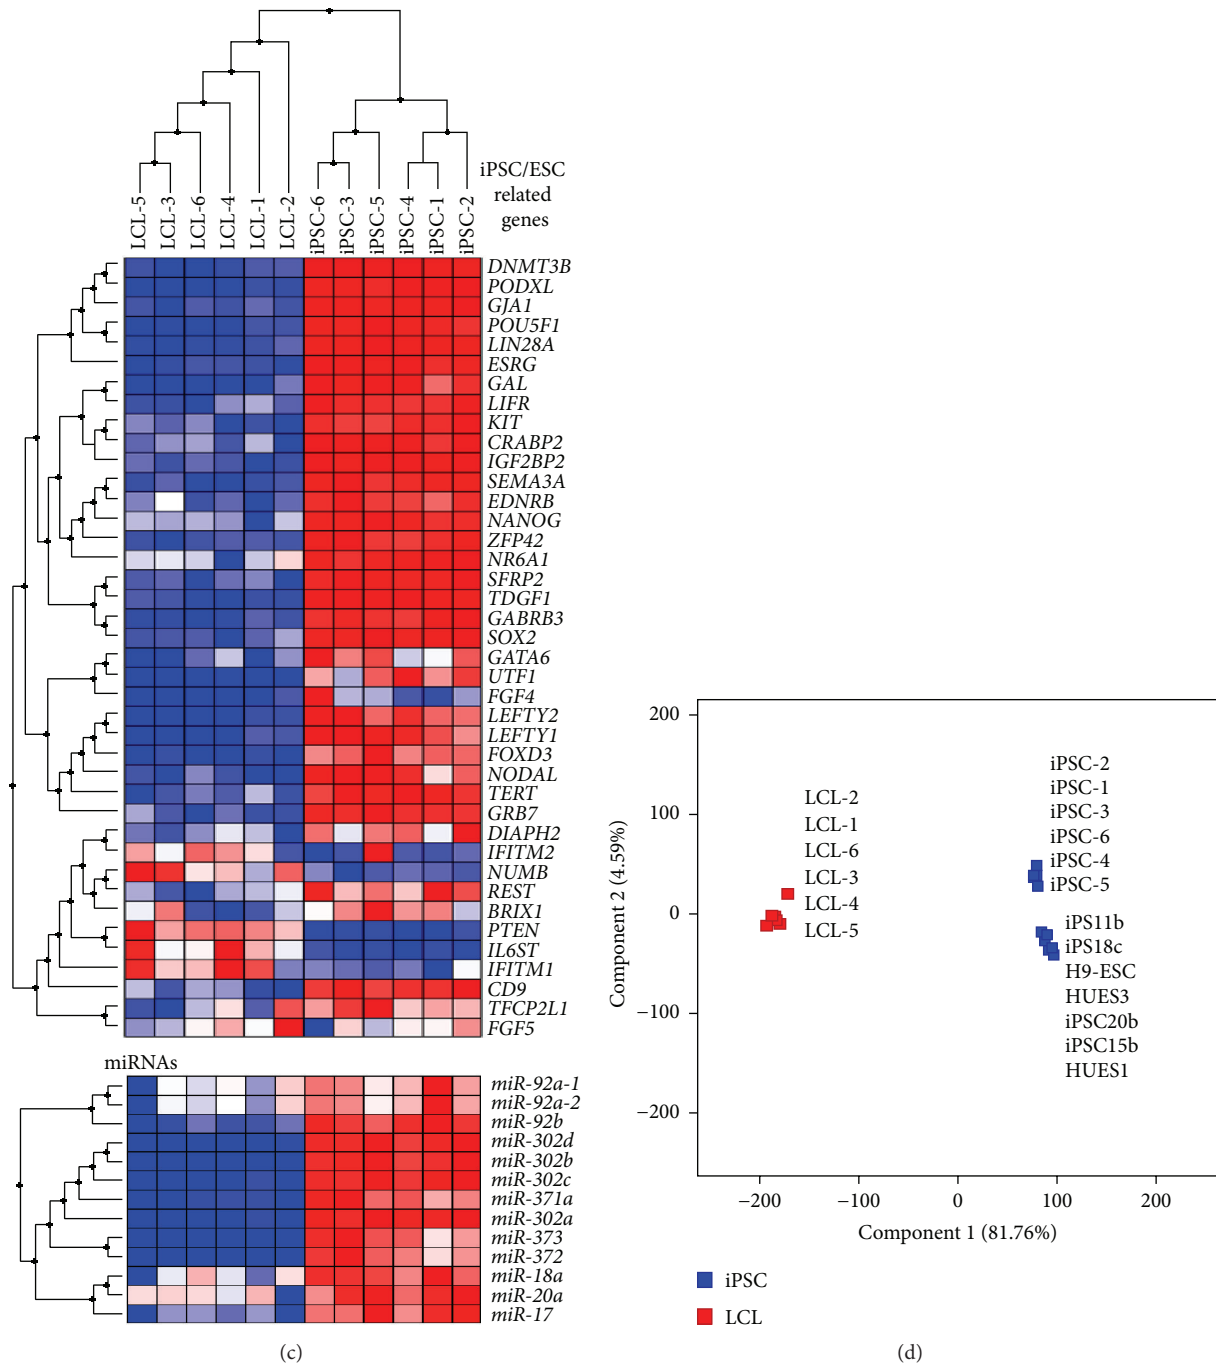 iPSC/ESC
related
genes
LCL-5
LCL-3
LCL-6
LCL-4
LCL-1
LCL-2
iPSC-6
iPSC-3
iPSC-5
iPSC-4
iPSC-1
iPSC-2
DNMT3B
PODXL
GJA1
POU5F1
LIN28A
ESRG
GAL
LIFR
KIT
CRABP2
IGF2BP2
SEMA3A
EDNRB
NANOG
ZFP42
NR6A1
SFRP2
TDGF1
GABRB3
SOX2
GATA6
UTF1
FGF4
LEFTY2
LEFTY1
FOXD3
NODAL
TERT
GRB7
DIAPH2
IFITM2
NUMB
REST
BRIX1
PTEN
IL6ST
IFITM1
CD9
TFCP2L1
FGF5
miRNAs
miR-92a-1
miR-92a-2
miR-92b
miR-302d
miR-302b
miR-302c
miR-371a
miR-302a
miR-373
miR-372
miR-18a
miR-20a
miR-17
(c)
200
100
0
−100
−200
Component 2 (4.59%)
LCL-2
LCL-1
LCL-6
LCL-3
LCL-4
LCL-5
iPSC-2
iPSC-1
iPSC-3
iPSC-6
iPSC-4
iPSC-5
iPS11b
iPS18c
H9-ESC
HUES3
iPSC20b
iPSC15b
HUES1
−200 −100 0 100 200
Component 1 (81.76%)
iPSC
LCL
(d)